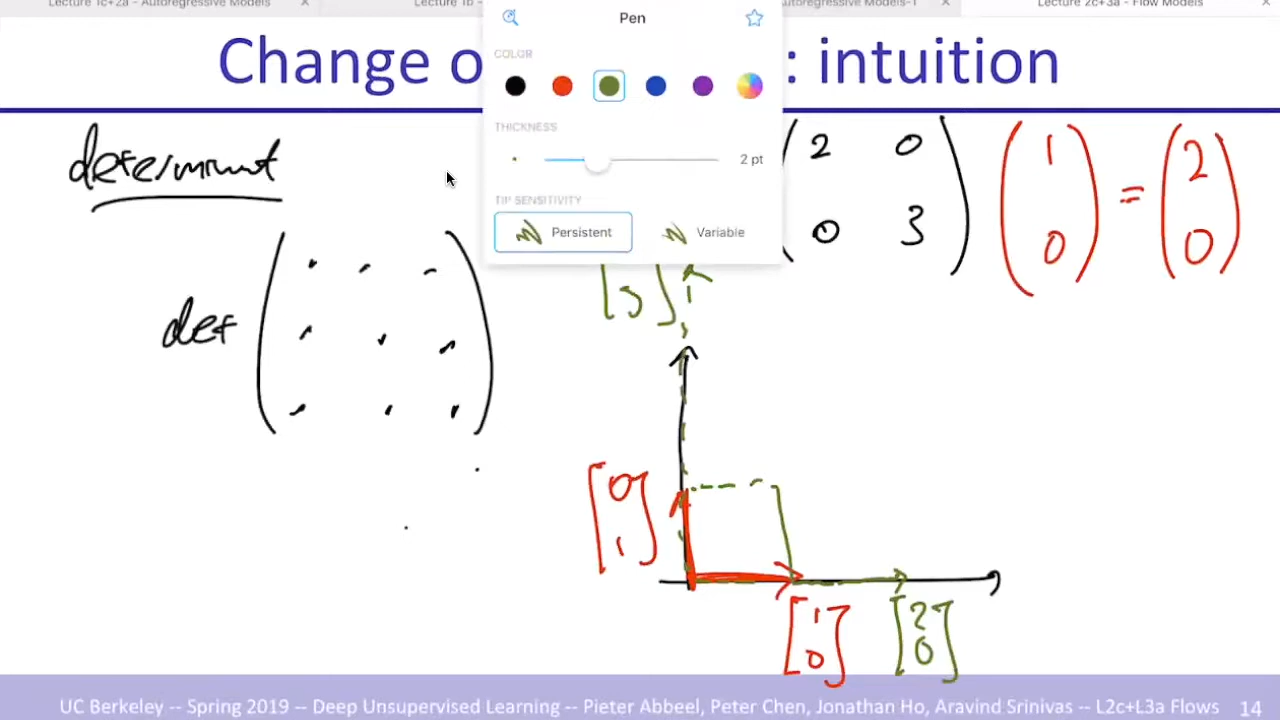 Lecture 1c+2a - Autoregressive Models
Lecture 1b -
utoregressive Models-1
Lecture 2c+3a - Flow Models
Pen
Change o : intuition
COLOR
THICKNESS
2 pt
TIP SENSITIVITY
Persistent
Variable
determinant
det
2 0
0 3
1
0
=
2
0
3
0
1
1
0
2
0
UC Berkeley -- Spring 2019 -- Deep Unsupervised Learning -- Pieter Abbeel, Peter Chen, Jonathan Ho, Aravind Srinivas -- L2c+L3a Flows 14